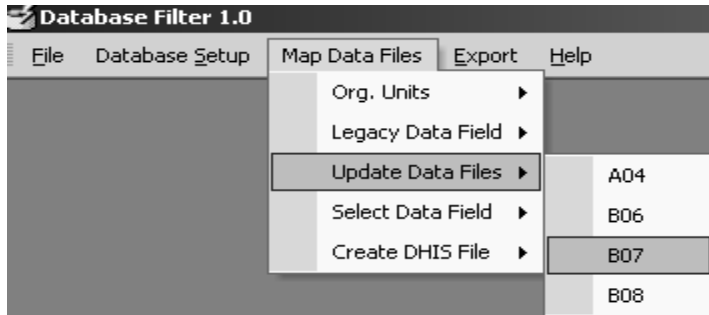 Database Filter 1.0
File Database Setup Map Data Files Export Help
Org. Units
Legacy Data Field
Update Data Files
Select Data Field
Create DHIS File
A04
B06
B07
B08